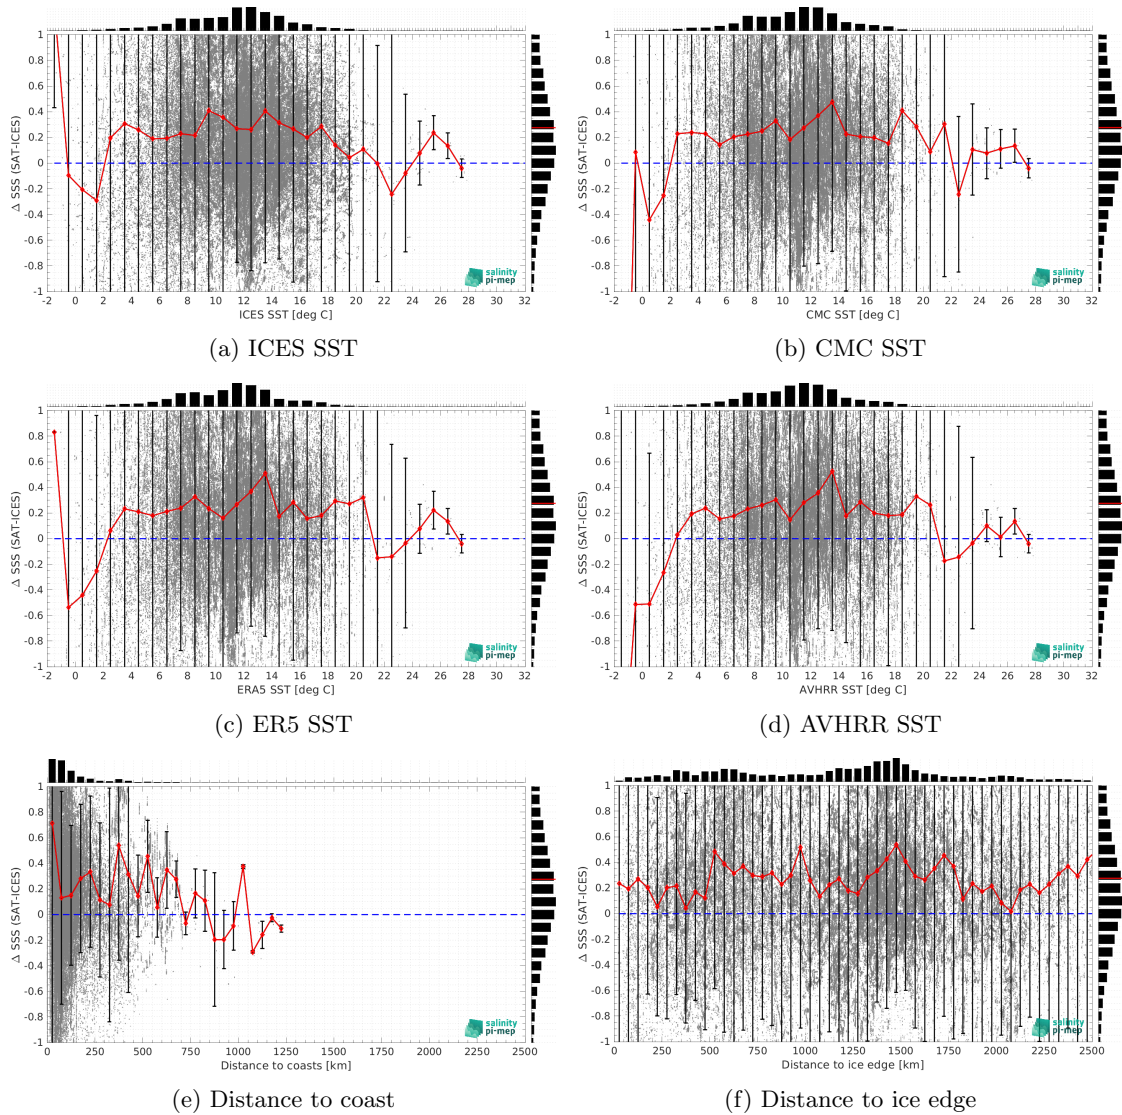 1
0.8
0.6
0.4
0.2
0
-0.2
-0.4
-0.6
-0.8
-1
Δ SSS (SAT-ICES)
-2 0 2 4 6 8 10 12 14 16 18 20 22 24 26 28 30 32
ICES SST [deg C]
salinity
pi-mep
(a) ICES SST
1
0.8
0.6
0.4
0.2
0
-0.2
-0.4
-0.6
-0.8
-1
Δ SSS (SAT-ICES)
-2 0 2 4 6 8 10 12 14 16 18 20 22 24 26 28 30 32
CMC SST [deg C]
salinity
pi-mep
(b) CMC SST
1
0.8
0.6
0.4
0.2
0
-0.2
-0.4
-0.6
-0.8
-1
Δ SSS (SAT-ICES)
-2 0 2 4 6 8 10 12 14 16 18 20 22 24 26 28 30 32
ERA5 SST [deg C]
salinity
pi-mep
(c) ER5 SST
1
0.8
0.6
0.4
0.2
0
-0.2
-0.4
-0.6
-0.8
-1
Δ SSS (SAT-ICES)
-2 0 2 4 6 8 10 12 14 16 18 20 22 24 26 28 30 32
AVHRR SST [deg C]
salinity
pi-mep
(d) AVHRR SST
1
0.8
0.6
0.4
0.2
0
-0.2
-0.4
-0.6
-0.8
-1
Δ SSS (SAT-ICES)
0 250 500 750 1000 1250 1500 1750 2000 2250 2500
Distance to coasts [km]
salinity
pi-mep
(e) Distance to coast
1
0.8
0.6
0.4
0.2
0
-0.2
-0.4
-0.6
-0.8
-1
Δ SSS (SAT-ICES)
0 250 500 750 1000 1250 1500 1750 2000 2250 2500
Distance to ice edge [km]
salinity
pi-mep
(f) Distance to ice edge